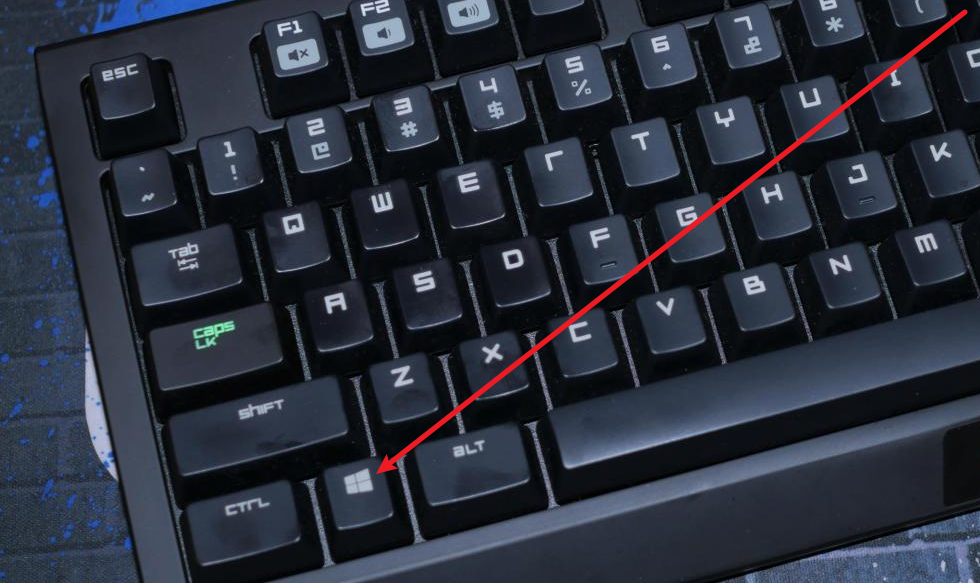 F1 F2
esc
` 1 2 3 4 5 6 7 8
~ ! @ # $ % ^ & *
(
Tab Q W E r T Y U I
caps
LK
A S D F G H J K
shift Z X C V B N m
CTRL aLT